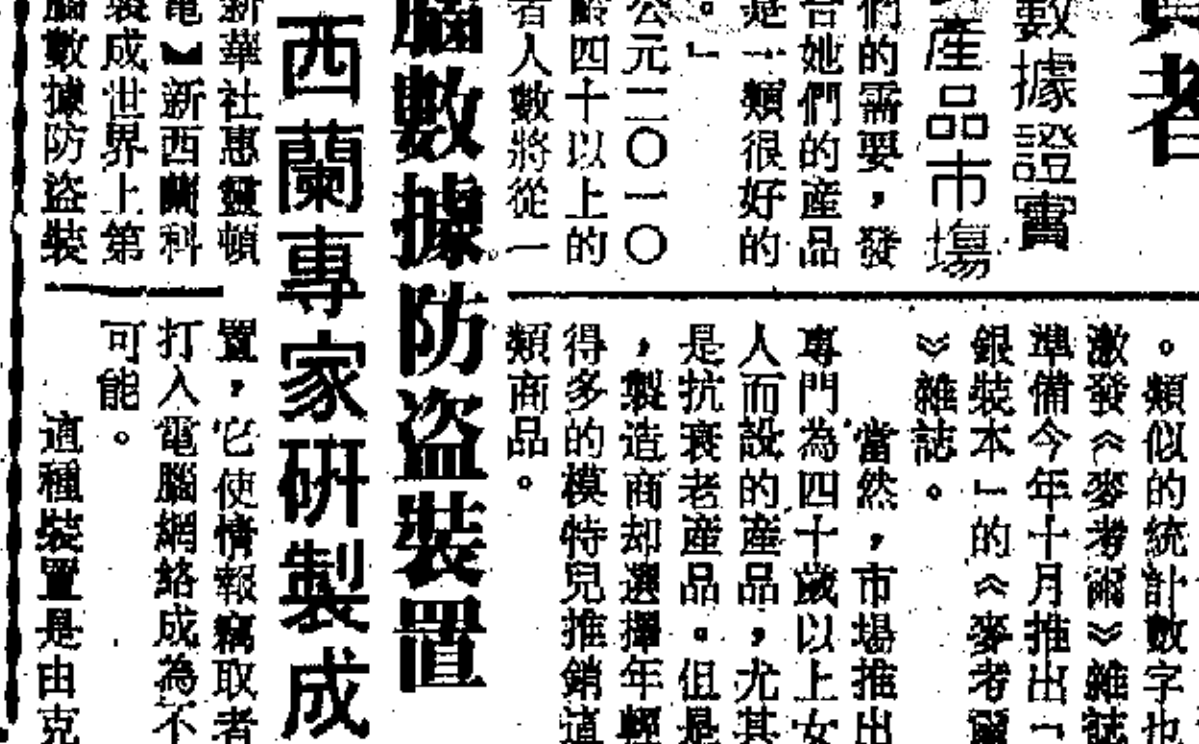 者
數據證實
産品市場
們的需要，發
合她們的産品
是一類很好的
。」
公元二〇一〇
齡四十以上的
者人數將從一
。類似的統計數字也
激發《麥考爾》雜誌
準備今年十月推出「
銀裝本」的《麥考爾
》雜誌。
當然，市場推出
專門為四十歲以上女
人而設的産品，尤其
是抗衰老産品。但是
，製造商却選擇年輕
得多的模特兒推銷這
類商品。
腦數據防盜裝置
西蘭專家研製成
新華社惠靈頓
電】新西蘭科
製成世界上第
腦數據防盜裝
置，它使情報竊取者
打入電腦網絡成為不
可能。
這種裝置是由克